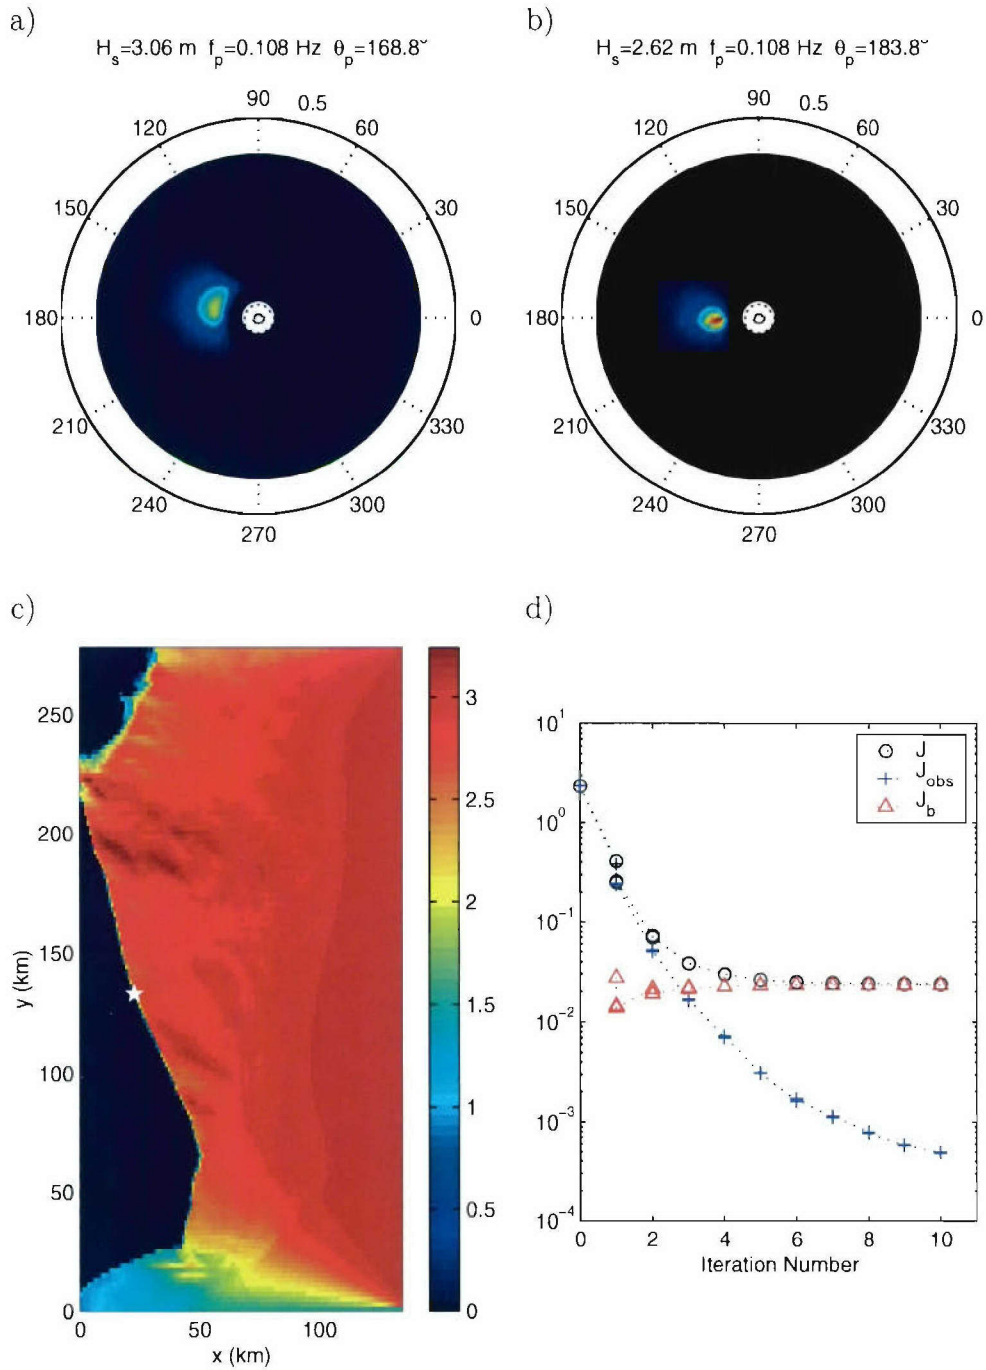 a)
H_s=3.06 m f_p=0.108 Hz θ_p=168.8°
90 0.5
120 60
150 30
180 0
210 330
240 300
270
b)
H_s=2.62 m f_p=0.108 Hz θ_p=183.8°
90 0.5
120 60
150 30
180 0
210 330
240 300
270
c)
250
200
150
100
50
0
y (km)
0 50 100
x (km)
3
2.5
2
1.5
1
0.5
0
d)
10^1
10^0
10^-1
10^-2
10^-3
10^-4
J
J_obs
J_b
0 2 4 6 8 10
Iteration Number